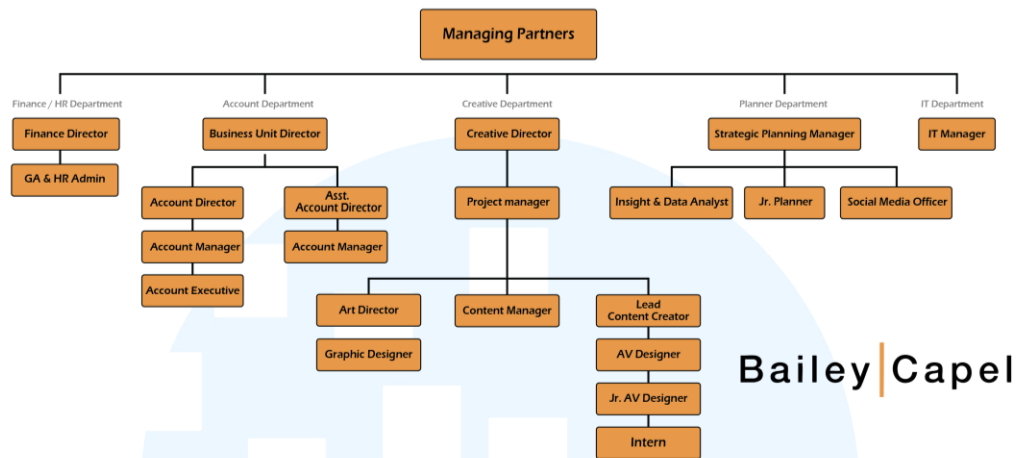 Managing Partners
Finance / HR Department
Account Department
Creative Department
Planner Department
IT Department
Finance Director
Business Unit Director
Creative Director
Strategic Planning Manager
IT Manager
GA & HR Admin
Account Director
Asst.
Account Director
Project manager
Insight & Data Analyst
Jr. Planner
Social Media Officer
Account Manager
Account Manager
Account Executive
Art Director
Content Manager
Lead
Content Creator
Graphic Designer
AV Designer
Jr. AV Designer
Intern
Bailey Capel